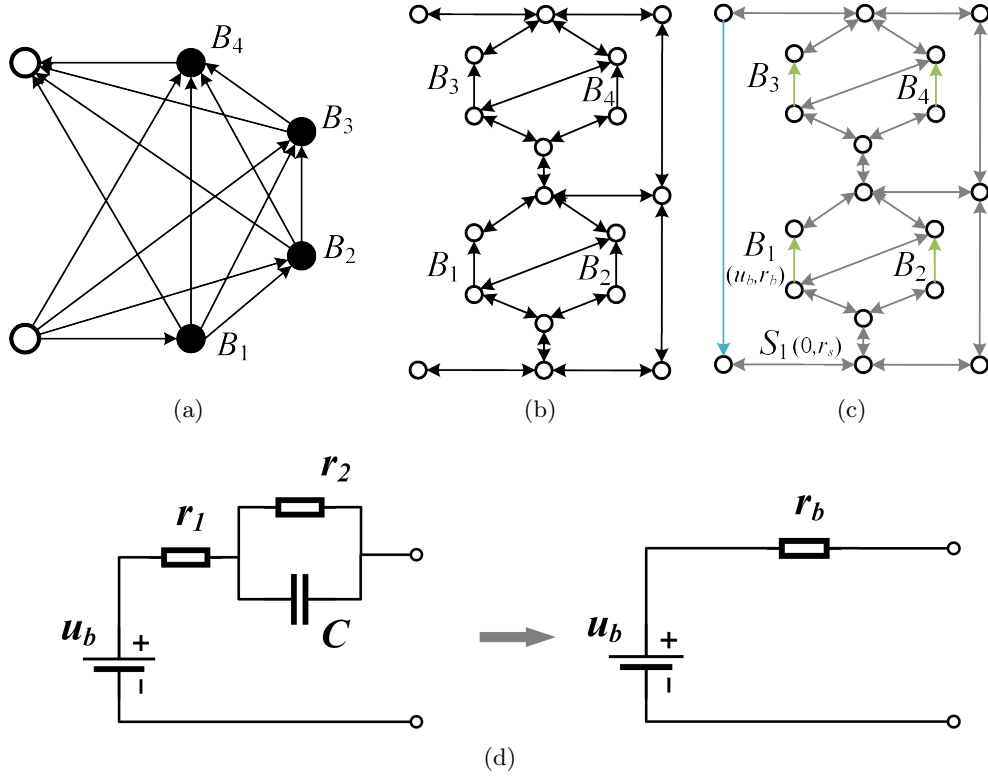 B4
B3
B2
B1
(a)
B3
B4
B1
B2
(b)
B3
B4
B1
(ub,rb)
B2
S1(0,rs)
(c)
r2
r1
C
ub
+
−
rb
ub
+
−
(d)